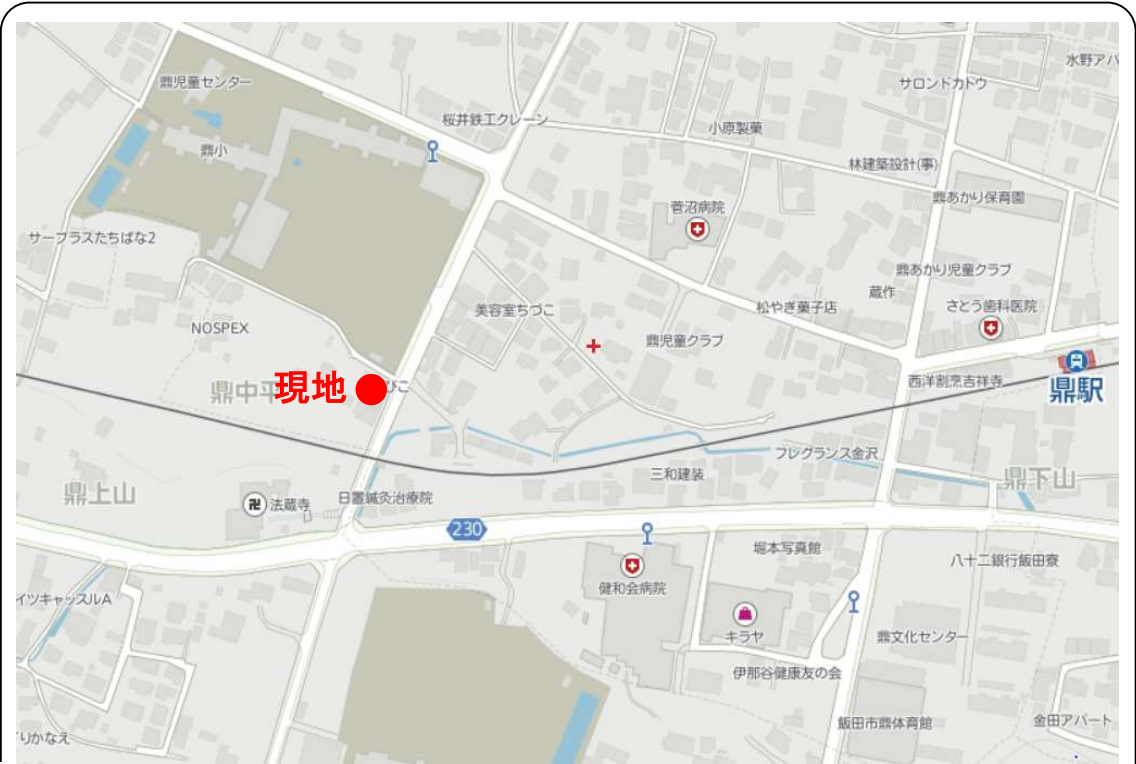 水野アパ
鼎児童センター
サロンドカトウ
桜井鉄工クレーン
小原製菓
鼎小
林建築設計(事)
鼎あかり保育園
菅沼病院
サープラスたちばな2
鼎あかり児童クラブ
蔵作
美容室ちづこ
松やき菓子店
さとう歯科医院
NOSPEX
鼎児童クラブ
鼎中平
現地
びこ
西洋割烹吉祥寺
鼎駅
フレグランス金沢
三和建装
鼎下山
鼎上山
卍
法蔵寺
日置鍼灸治療院
230
堀本写真館
八十二銀行飯田寮
健和会病院
イツキャッスルA
キラヤ
鼎文化センター
伊那谷健康友の会
飯田市鼎体育館
金田アパート
りかなえ